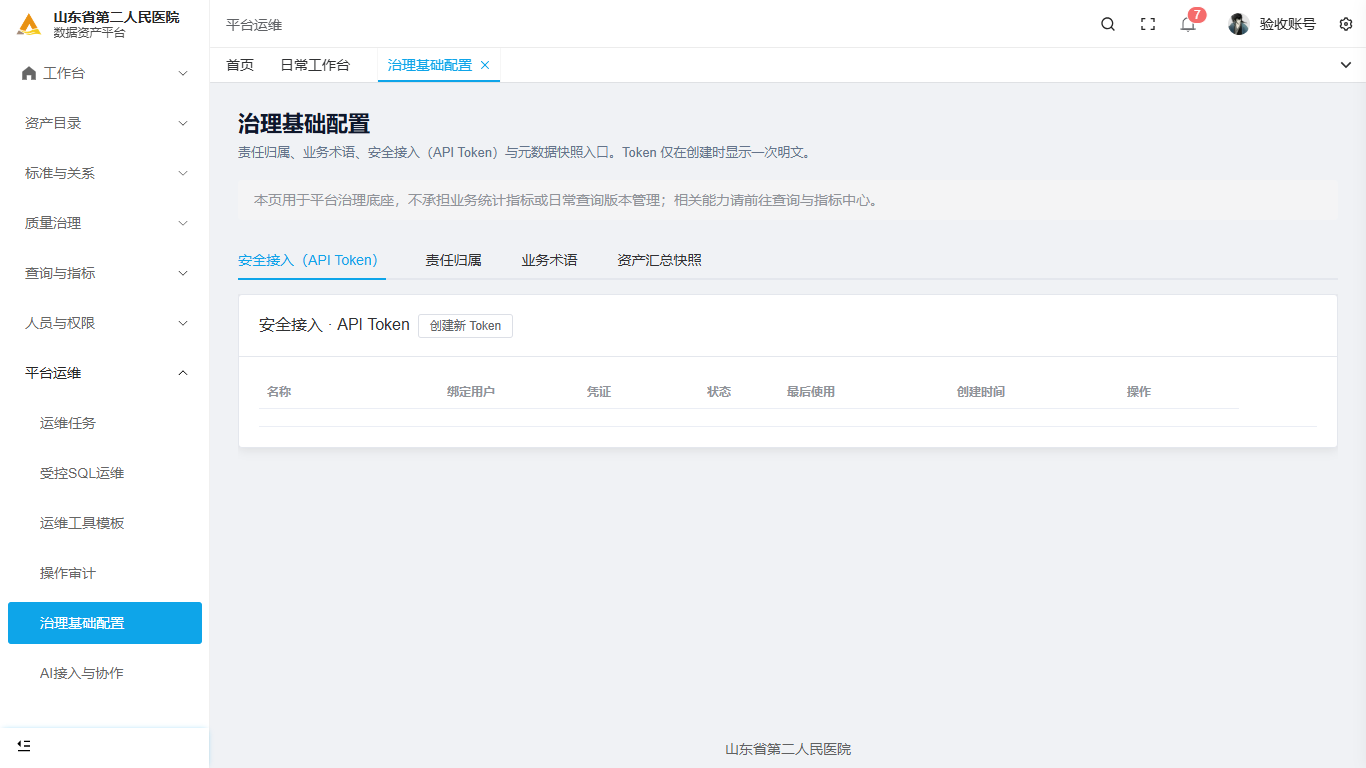 山东省第二人民医院
数据资产平台
平台运维
7
验收账号
首页
日常工作台
治理基础配置
工作台
资产目录
标准与关系
质量治理
查询与指标
人员与权限
平台运维
运维任务
受控SQL运维
运维工具模板
操作审计
治理基础配置
AI接入与协作
治理基础配置
责任归属、业务术语、安全接入（API Token）与元数据快照入口。Token 仅在创建时显示一次明文。
本页用于平台治理底座，不承担业务统计指标或日常查询版本管理；相关能力请前往查询与指标中心。
安全接入（API Token）
责任归属
业务术语
资产汇总快照
安全接入 · API Token
创建新 Token
名称
绑定用户
凭证
状态
最后使用
创建时间
操作
山东省第二人民医院